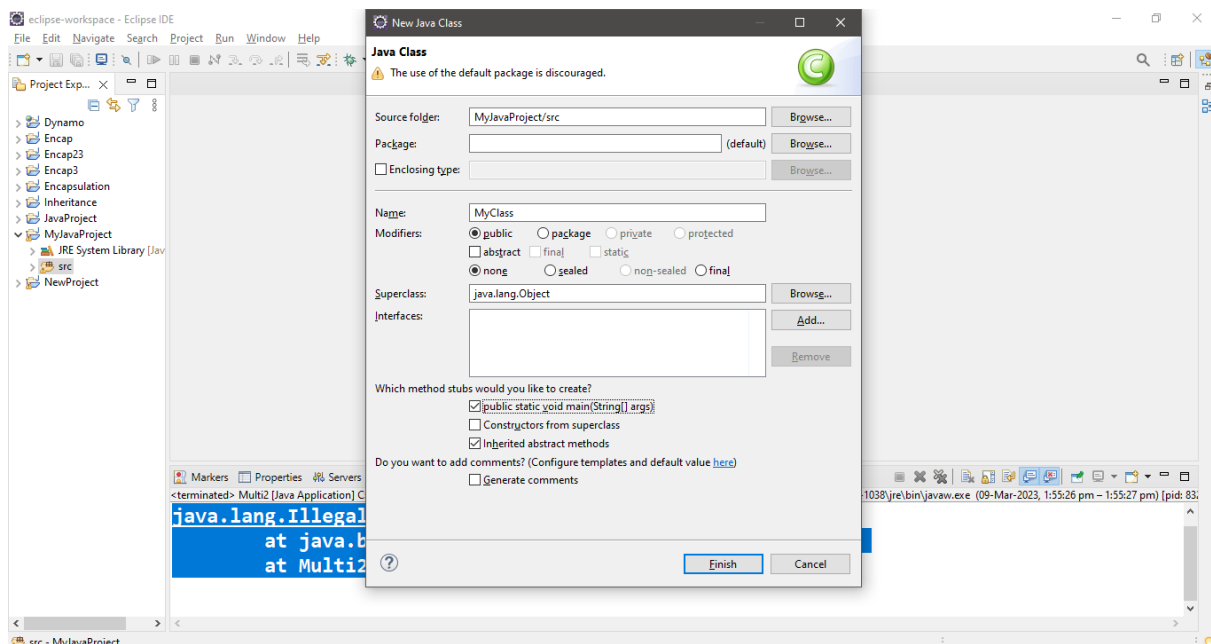 eclipse-workspace - Eclipse IDE
File Edit Navigate Search Project Run Window Help
Project Exp...
Dynamo
Encap
Encap23
Encap3
Encapsulation
Inheritance
JavaProject
MyJavaProject
JRE System Library [Jav
src
NewProject
New Java Class
Java Class
The use of the default package is discouraged.
Source folder: MyJavaProject/src Browse...
Package: (default) Browse...
Enclosing type: Browse...
Name: MyClass
Modifiers: public package private protected
abstract final static
none sealed non-sealed final
Superclass: java.lang.Object Browse...
Interfaces: Add...
Remove
Which method stubs would you like to create?
public static void main(String[] args)
Constructors from superclass
Inherited abstract methods
Do you want to add comments? (Configure templates and default value here)
Generate comments
Finish Cancel
Markers Properties Servers
<terminated> Multi2 [Java Application] C
-1038\jre\bin\javaw.exe (09-Mar-2023, 1:55:26 pm – 1:55:27 pm) [pid: 832
java.lang.Illegal
at java.b
at Multi2
src - MyJavaProject